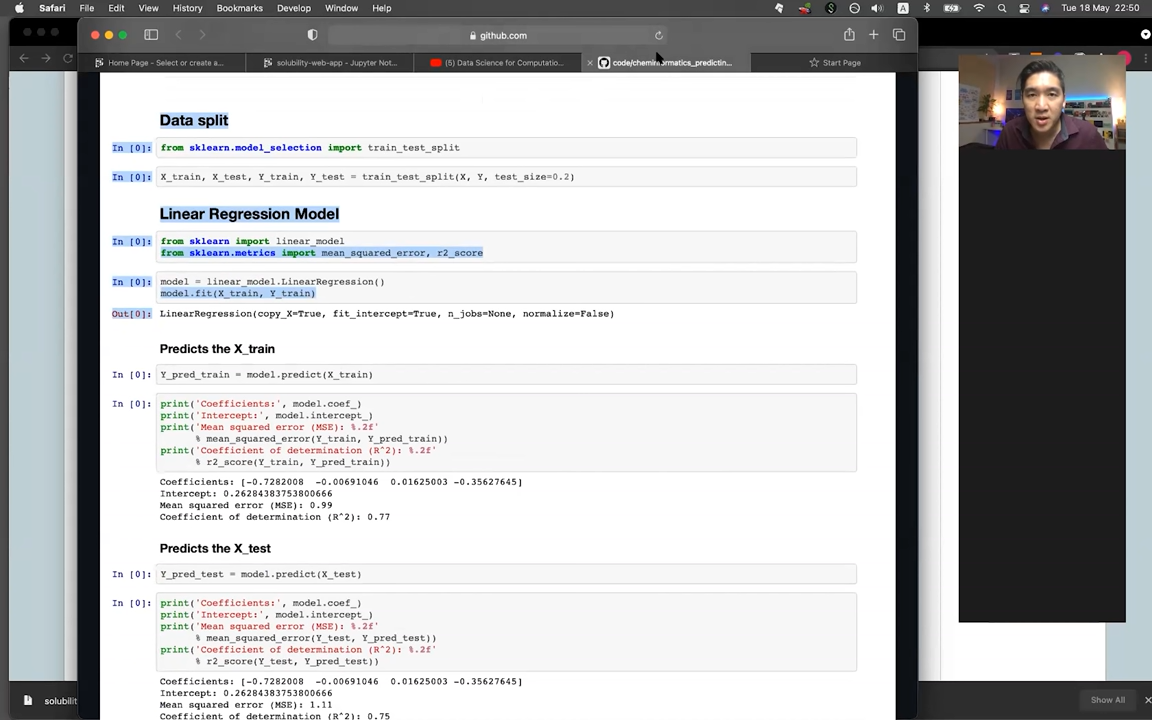 Safari File Edit View History Bookmarks Develop Window Help
Tue 18 May 22:50
github.com
Home Page - Select or create a...
solubility-web-app - Jupyter Not...
(5) Data Science for Computatio...
code/cheminformatics_predictin...
Start Page
Data split
In [0]: from sklearn.model_selection import train_test_split
In [0]: X_train, X_test, Y_train, Y_test = train_test_split(X, Y, test_size=0.2)
Linear Regression Model
In [0]: from sklearn import linear_model
from sklearn.metrics import mean_squared_error, r2_score
In [0]: model = linear_model.LinearRegression()
model.fit(X_train, Y_train)
Out[0]: LinearRegression(copy_X=True, fit_intercept=True, n_jobs=None, normalize=False)
Predicts the X_train
In [0]: Y_pred_train = model.predict(X_train)
In [0]: print('Coefficients:', model.coef_)
print('Intercept:', model.intercept_)
print('Mean squared error (MSE): %.2f'
% mean_squared_error(Y_train, Y_pred_train))
print('Coefficient of determination (R^2): %.2f'
% r2_score(Y_train, Y_pred_train))
Coefficients: [-0.7282008 -0.00691046 0.01625003 -0.35627645]
Intercept: 0.26284383753800666
Mean squared error (MSE): 0.99
Coefficient of determination (R^2): 0.77
Predicts the X_test
In [0]: Y_pred_test = model.predict(X_test)
In [0]: print('Coefficients:', model.coef_)
print('Intercept:', model.intercept_)
print('Mean squared error (MSE): %.2f'
% mean_squared_error(Y_test, Y_pred_test))
print('Coefficient of determination (R^2): %.2f'
% r2_score(Y_test, Y_pred_test))
Coefficients: [-0.7282008 -0.00691046 0.01625003 -0.35627645]
Intercept: 0.26284383753800666
Mean squared error (MSE): 1.11
Coefficient of determination (R^2): 0.75
solubilit
Show All